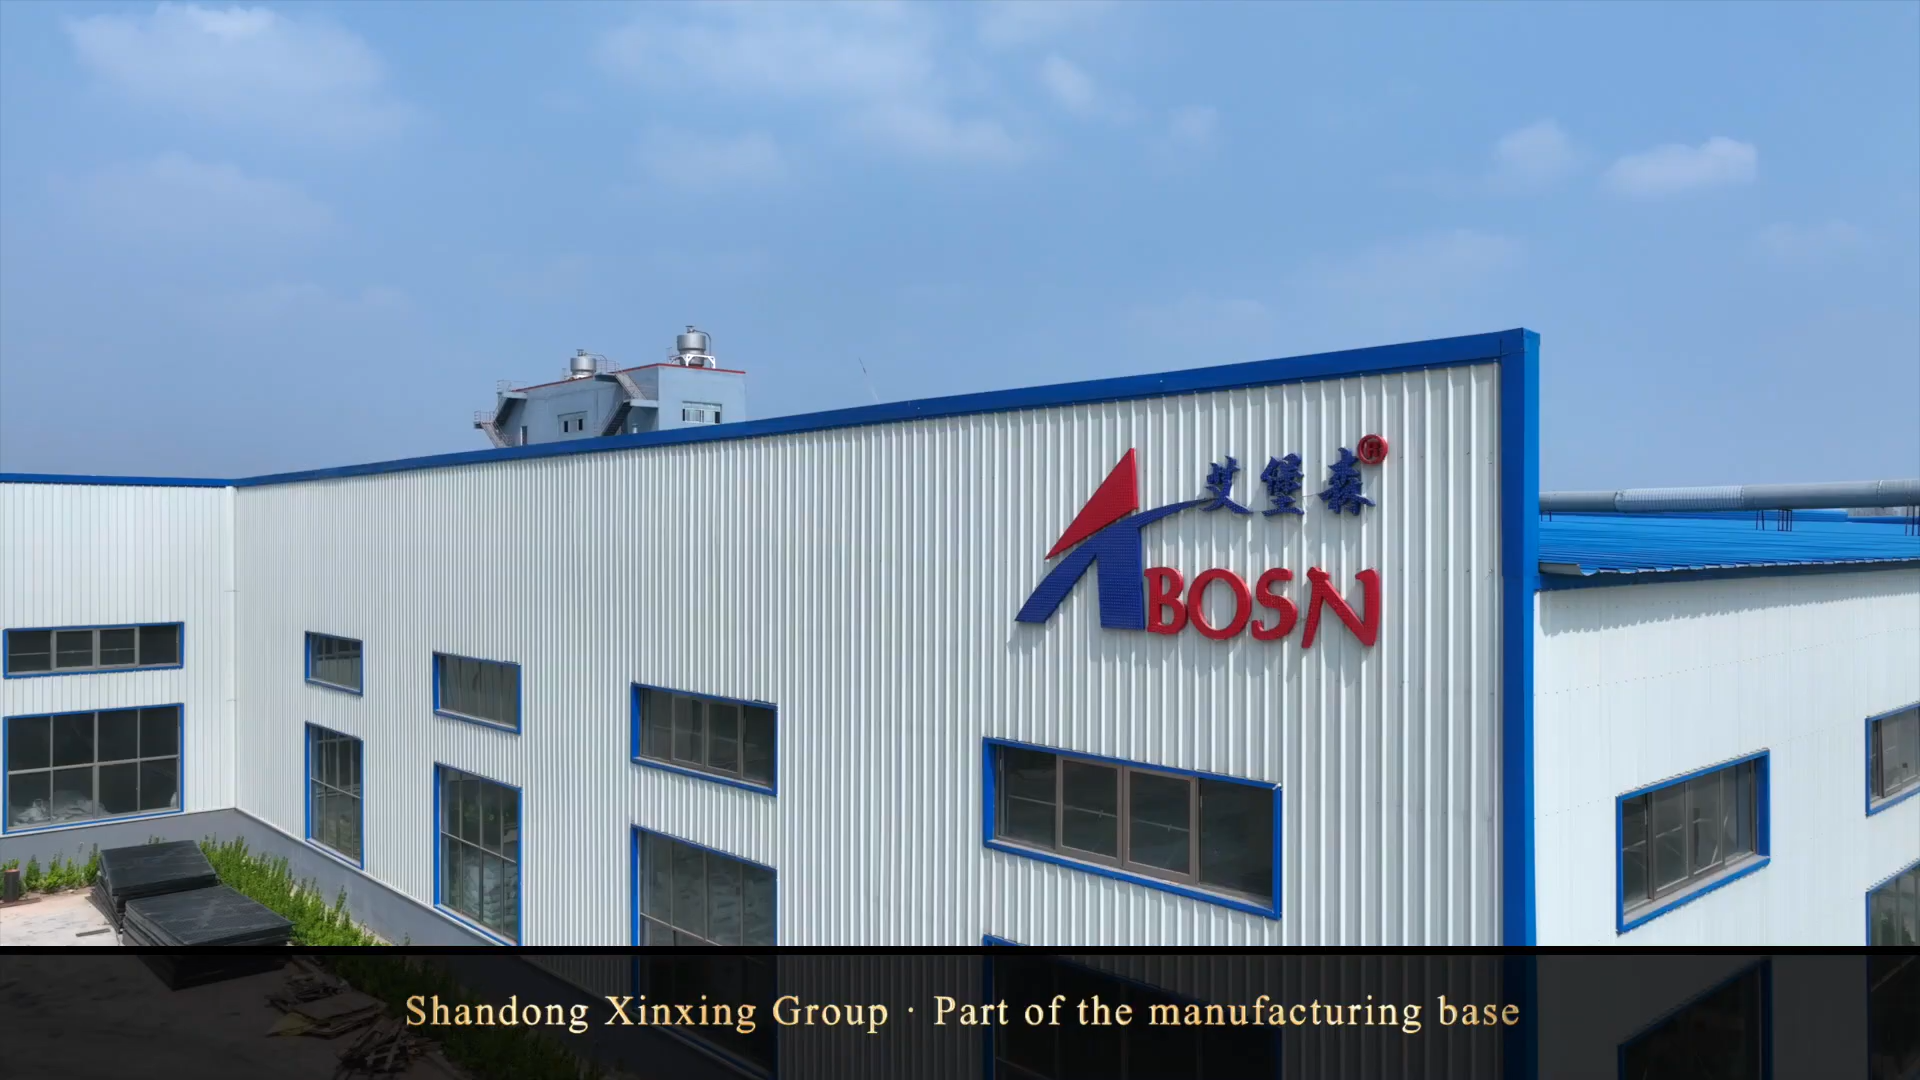 艾堡森®
ABOSN
Shandong Xinxing Group · Part of the manufacturing base